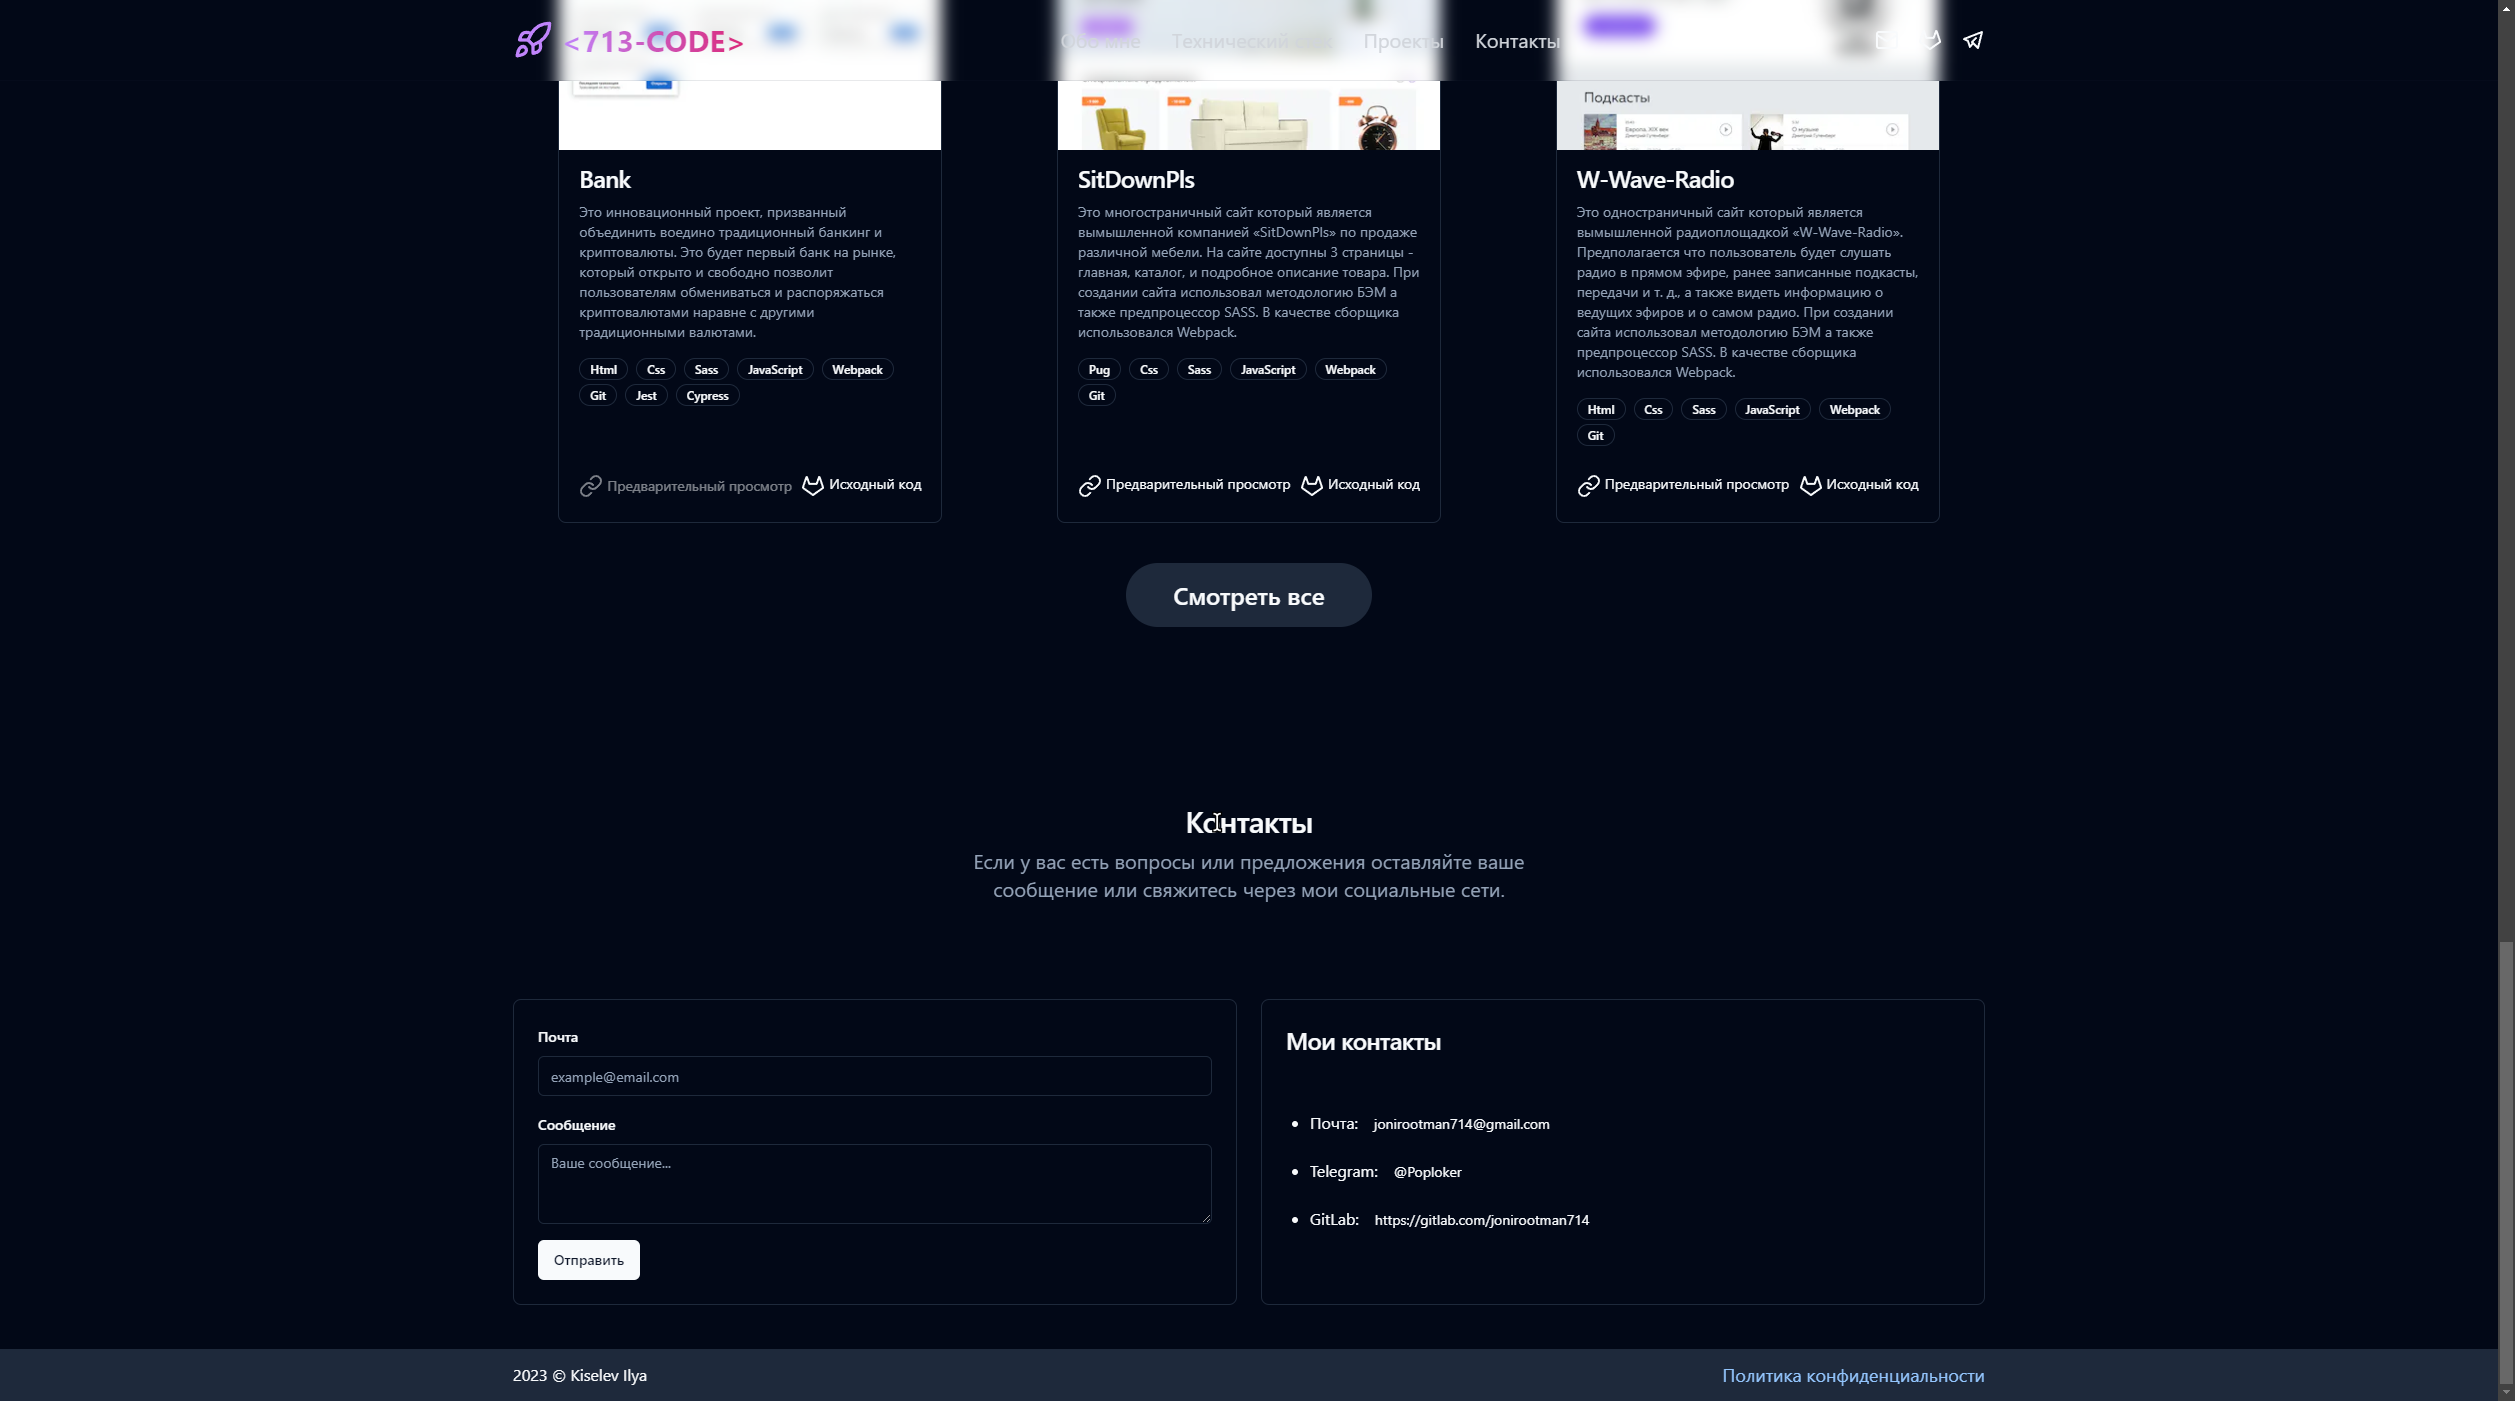 <713-CODE>
Обо мне
Технический стек
Проекты
Контакты
Подкасты
Европа, XIX век
О музыке
Bank
Это инновационный проект, призванный
объединить воедино традиционный банкинг и
криптовалюты. Это будет первый банк на рынке,
который открыто и свободно позволит
пользователям обмениваться и распоряжаться
криптовалютами наравне с другими
традиционными валютами.
Html Css Sass JavaScript Webpack
Git Jest Cypress
Предварительный просмотр Исходный код
SitDownPls
Это многостраничный сайт который является
вымышленной компанией «SitDownPls» по продаже
различной мебели. На сайте доступны 3 страницы -
главная, каталог, и подробное описание товара. При
создании сайта использовал методологию БЭМ а
также предпроцессор SASS. В качестве сборщика
использовался Webpack.
Pug Css Sass JavaScript Webpack
Git
Предварительный просмотр Исходный код
W-Wave-Radio
Это одностраничный сайт который является
вымышленной радиоплощадкой «W-Wave-Radio».
Предполагается что пользователь будет слушать
радио в прямом эфире, ранее записанные подкасты,
передачи и т. д., а также видеть информацию о
ведущих эфиров и о самом радио. При создании
сайта использовал методологию БЭМ а также
предпроцессор SASS. В качестве сборщика
использовался Webpack.
Html Css Sass JavaScript Webpack
Git
Предварительный просмотр Исходный код
Смотреть все
Контакты
Если у вас есть вопросы или предложения оставляйте ваше
сообщение или свяжитесь через мои социальные сети.
Почта
example@email.com
Сообщение
Ваше сообщение...
Отправить
Мои контакты
Почта: jonirootman714@gmail.com
Telegram: @Poploker
GitLab: https://gitlab.com/jonirootman714
2023 © Kiselev Ilya
Политика конфиденциальности